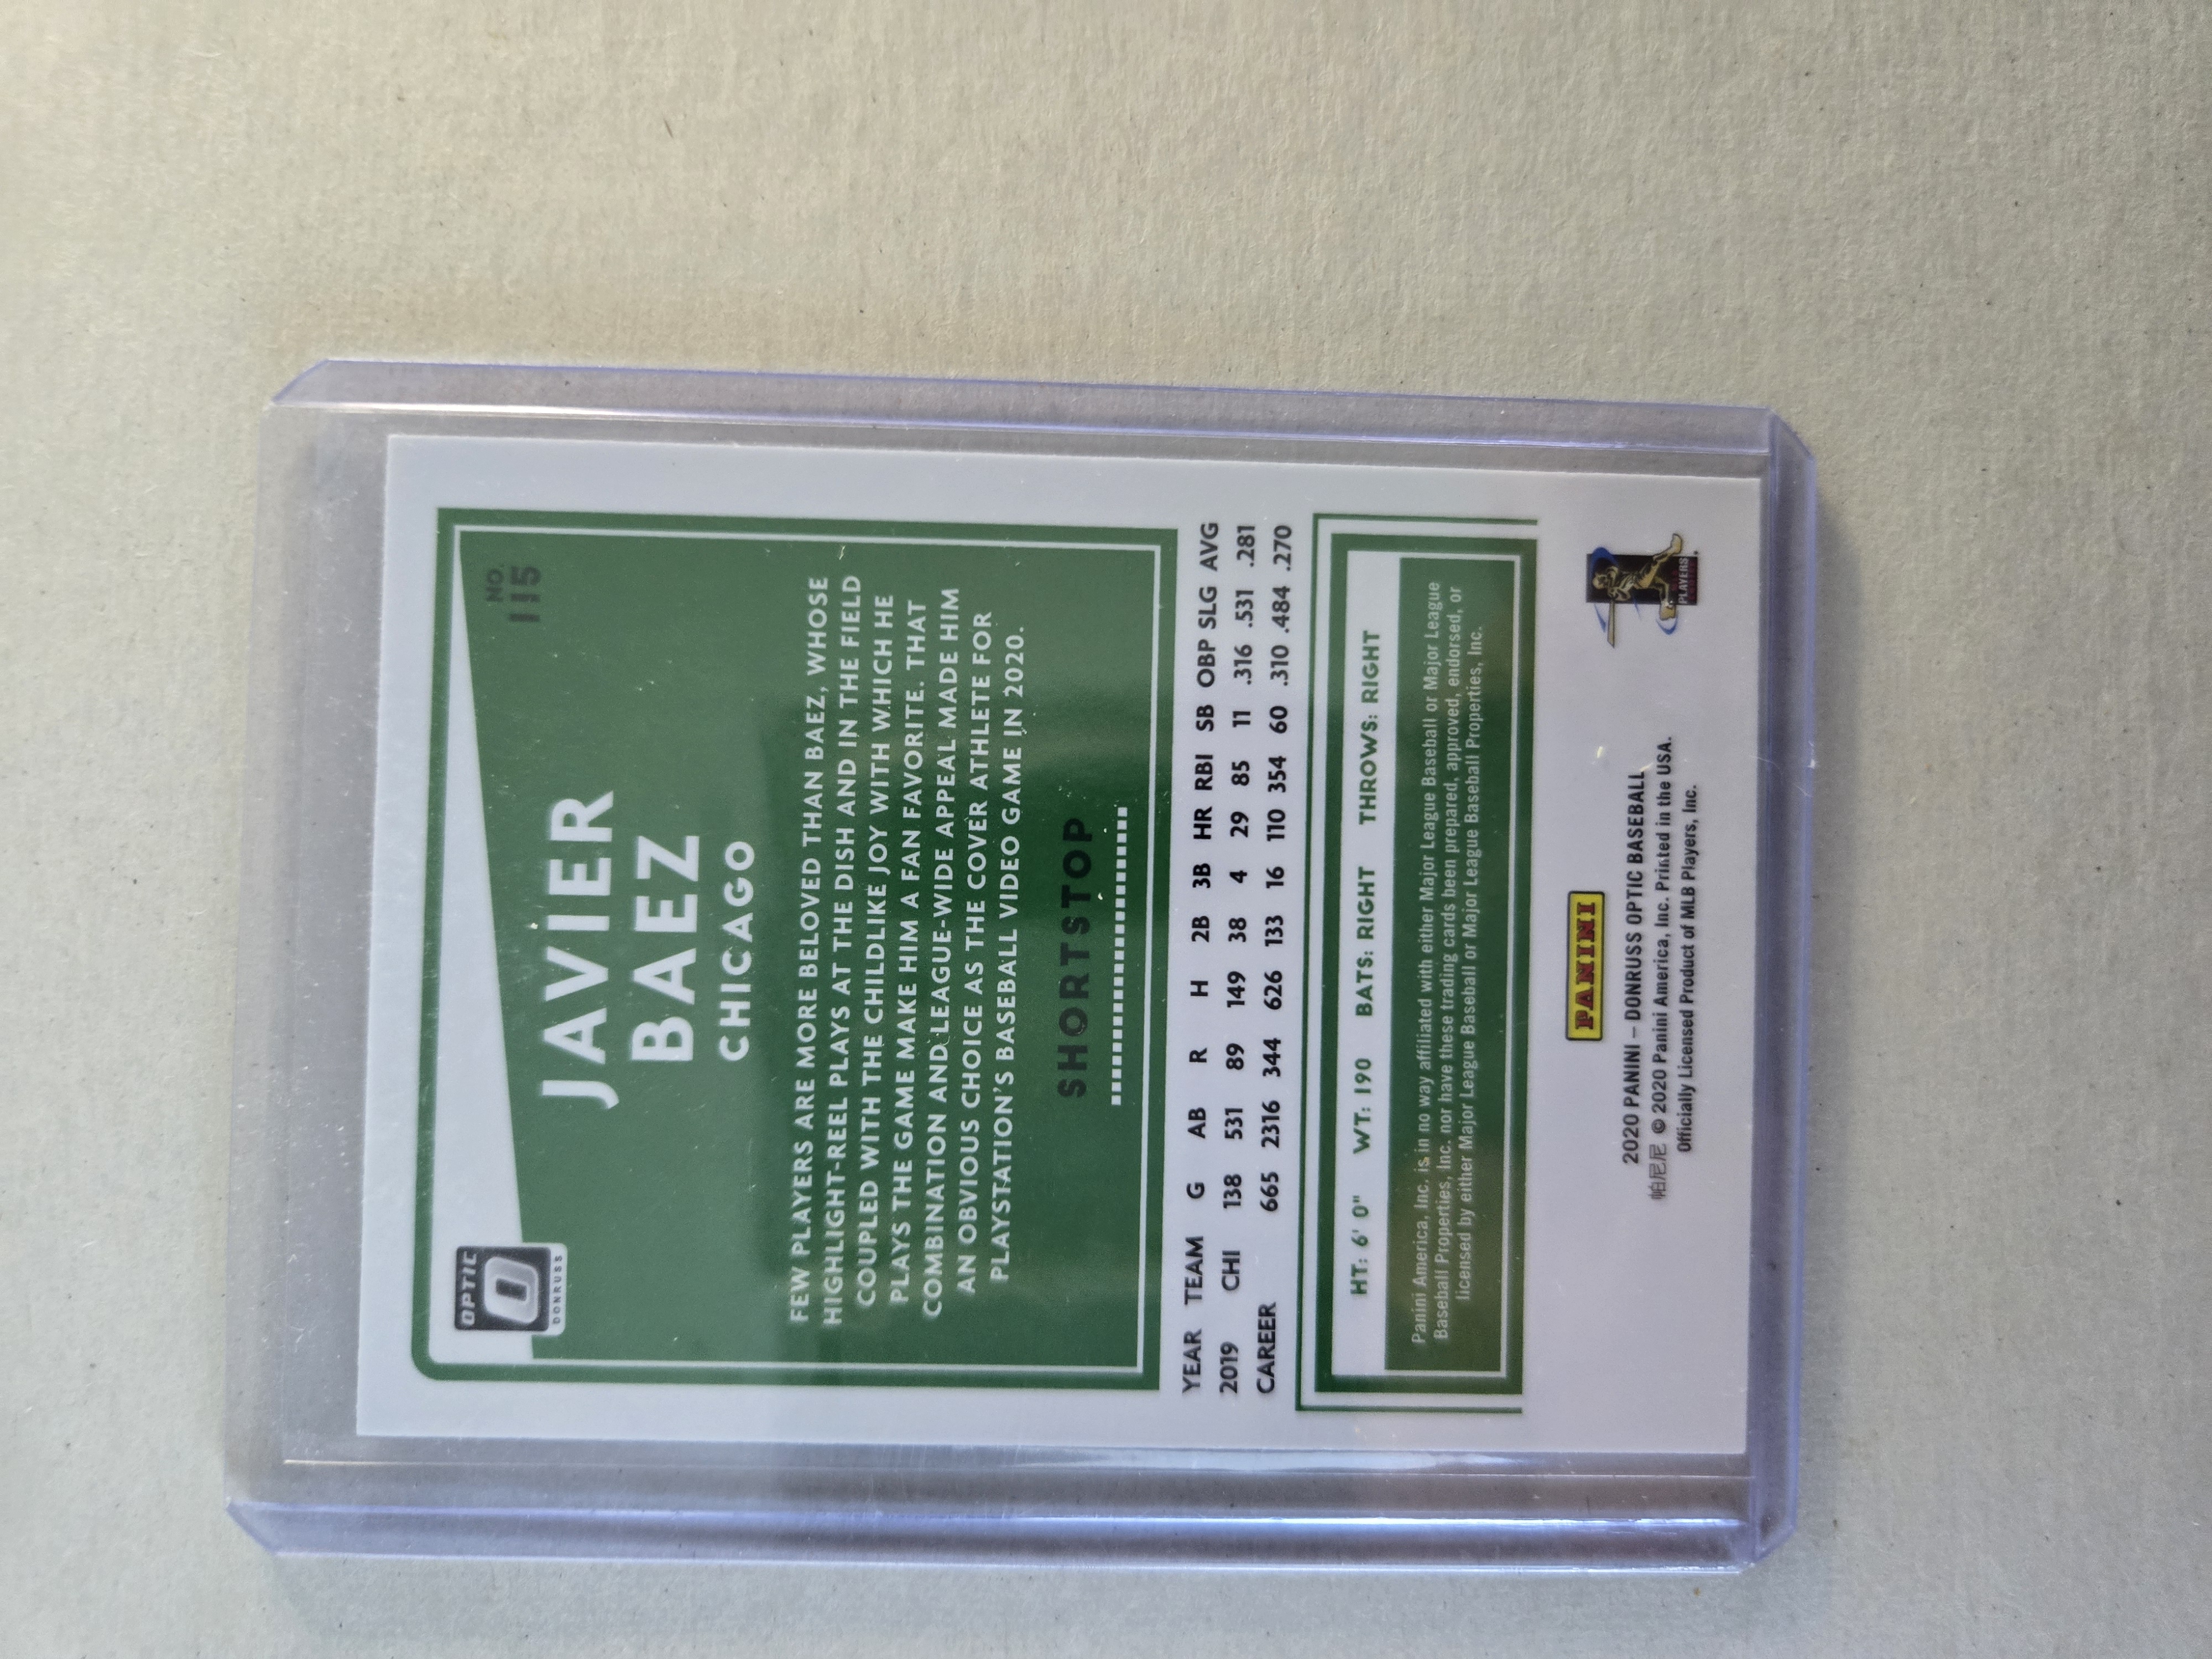 OPTIC
DONRUSS
NO.
115
JAVIER
BAEZ
CHICAGO
FEW PLAYERS ARE MORE BELOVED THAN BAEZ, WHOSE
HIGHLIGHT-REEL PLAYS AT THE DISH AND IN THE FIELD
COUPLED WITH THE CHILDLIKE JOY WITH WHICH HE
PLAYS THE GAME MAKE HIM A FAN FAVORITE. THAT
COMBINATION AND LEAGUE-WIDE APPEAL MADE HIM
AN OBVIOUS CHOICE AS THE COVER ATHLETE FOR
PLAYSTATION'S BASEBALL VIDEO GAME IN 2020.
SHORTSTOP
YEAR TEAM G AB R H 2B 3B HR RBI SB OBP SLG AVG
2019 CHI 138 531 89 149 38 4 29 85 11 .316 .531 .281
CAREER 665 2316 344 626 133 16 110 354 60 .310 .484 .270
HT: 6' 0" WT: 190 BATS: RIGHT THROWS: RIGHT
Panini America, Inc. is in no way affiliated with either Major League Baseball or Major League
Baseball Properties, Inc. nor have these trading cards been prepared, approved, endorsed, or
licensed by either Major League Baseball or Major League Baseball Properties, Inc.
PANINI
PLAYERS
2020 PANINI – DONRUSS OPTIC BASEBALL
帕尼尼 © 2020 Panini America, Inc. Printed in the USA.
Officially Licensed Product of MLB Players, Inc.